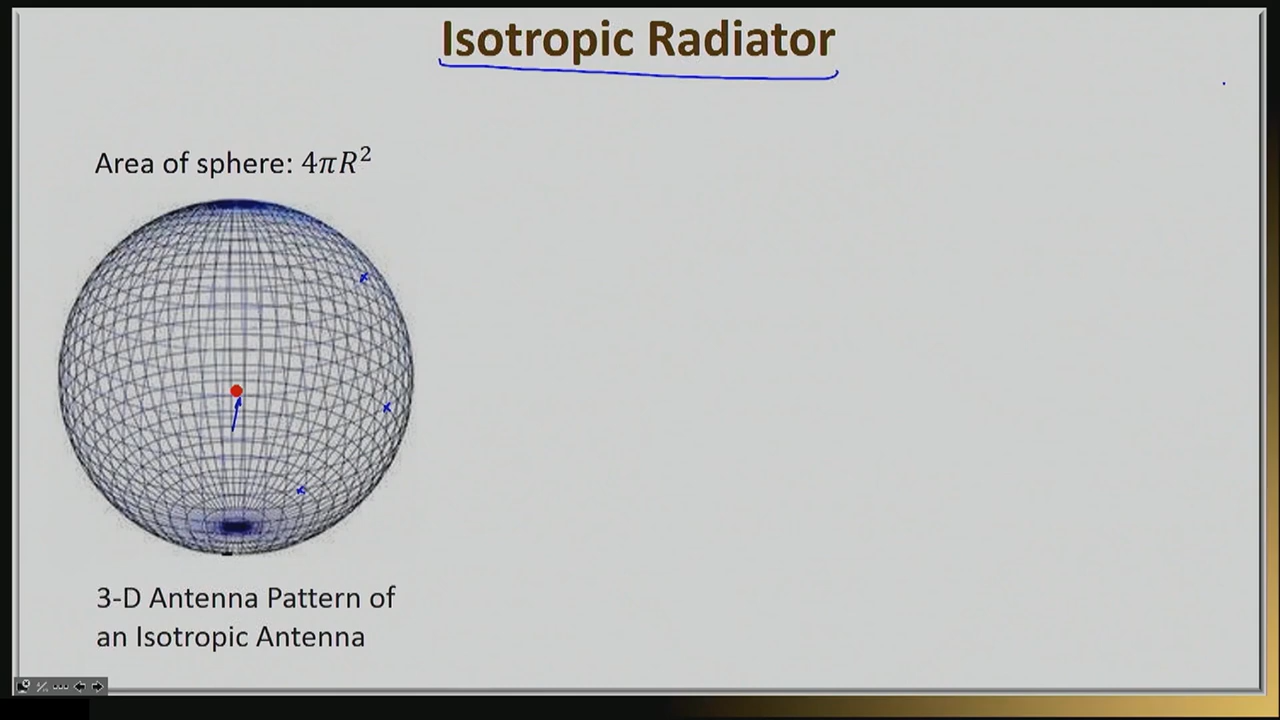 Isotropic Radiator
Area of sphere: 4πR²
3-D Antenna Pattern of
an Isotropic Antenna